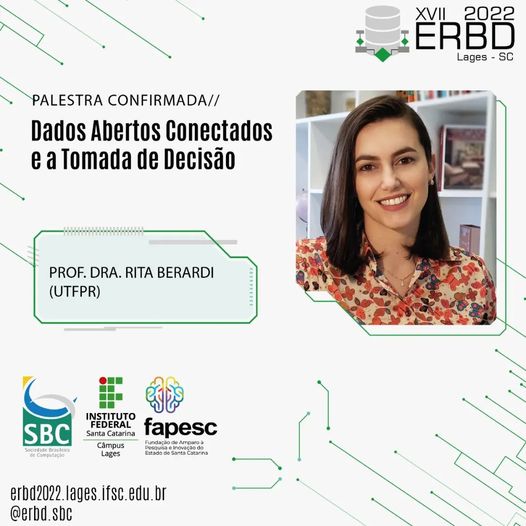 XVII 2022
ERBD
Lages - SC
PALESTRA CONFIRMADA//
Dados Abertos Conectados
e a Tomada de Decisão
PROF. DRA. RITA BERARDI
(UTFPR)
SBC
Sociedade Brasileira
de Computação
INSTITUTO
FEDERAL
Santa Catarina
Câmpus
Lages
fapesc
Fundação de Amparo à
Pesquisa e Inovação do
Estado de Santa Catarina
erbd2022.lages.ifsc.edu.br
@erbd.sbc